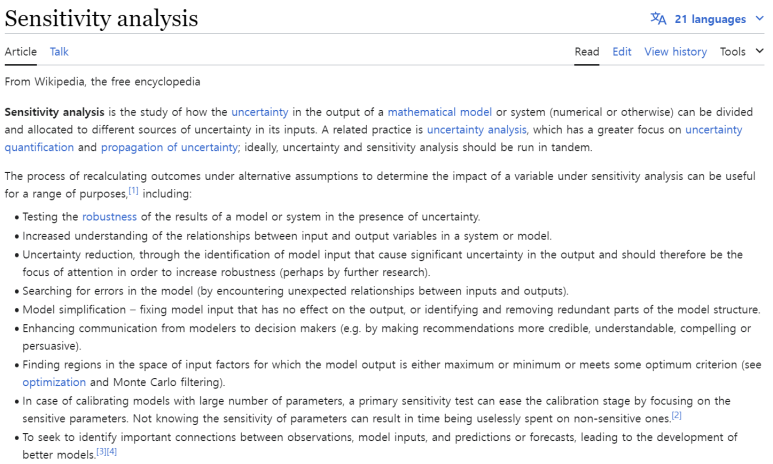 Sensitivity analysis
21 languages
Article Talk Read Edit View history Tools
From Wikipedia, the free encyclopedia
Sensitivity analysis is the study of how the uncertainty in the output of a mathematical model or system (numerical or otherwise) can be divided
and allocated to different sources of uncertainty in its inputs. A related practice is uncertainty analysis, which has a greater focus on uncertainty
quantification and propagation of uncertainty; ideally, uncertainty and sensitivity analysis should be run in tandem.
The process of recalculating outcomes under alternative assumptions to determine the impact of a variable under sensitivity analysis can be useful
for a range of purposes,[1] including:
• Testing the robustness of the results of a model or system in the presence of uncertainty.
• Increased understanding of the relationships between input and output variables in a system or model.
• Uncertainty reduction, through the identification of model input that cause significant uncertainty in the output and should therefore be the
focus of attention in order to increase robustness (perhaps by further research).
• Searching for errors in the model (by encountering unexpected relationships between inputs and outputs).
• Model simplification – fixing model input that has no effect on the output, or identifying and removing redundant parts of the model structure.
• Enhancing communication from modelers to decision makers (e.g. by making recommendations more credible, understandable, compelling or
persuasive).
• Finding regions in the space of input factors for which the model output is either maximum or minimum or meets some optimum criterion (see
optimization and Monte Carlo filtering).
• In case of calibrating models with large number of parameters, a primary sensitivity test can ease the calibration stage by focusing on the
sensitive parameters. Not knowing the sensitivity of parameters can result in time being uselessly spent on non-sensitive ones.[2]
• To seek to identify important connections between observations, model inputs, and predictions or forecasts, leading to the development of
better models.[3][4]